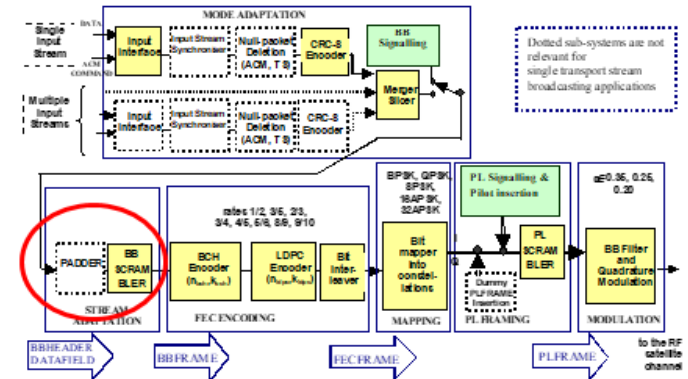 MODE ADAPTATION
DATA
Single
Input
Stream
ACM
COMMAND
Input
Interface
Input Stream
Synchroniser
Null-packet
Deletion
(ACM, TS)
CRC-8
Encoder
BB
Signalling
Merger
Slicer
Multiple
Input
Streams
Input
Interface
Input Stream
Synchroniser
Null-packet
Deletion
(ACM, TS)
CRC-8
Encoder
Dotted sub-systems are not
relevant for
single transport stream
broadcasting applications
PADDER
BB
SCRAM
BLER
STREAM
ADAPTATION
rates 1/2, 3/5, 2/3,
3/4, 4/5, 5/6, 8/9, 9/10
BCH
Encoder
LDPC
Encoder
Bit
Inter-
leaver
FEC ENCODING
BPSK, QPSK,
8PSK,
16APSK,
32APSK
Bit
mapper
into
constel-
lations
MAPPING
PL Signalling &
Pilot insertion
I
Q
PL
SCRAM
BLER
Dummy
PLFRAME
Insertion
PL FRAMING
0.35, 0.25,
0.20
BB Filter
and
Quadrature
Modulation
MODULATION
BBHEADER
DATAFIELD
BBFRAME
FECFRAME
PLFRAME
to the RF
satellite
channel